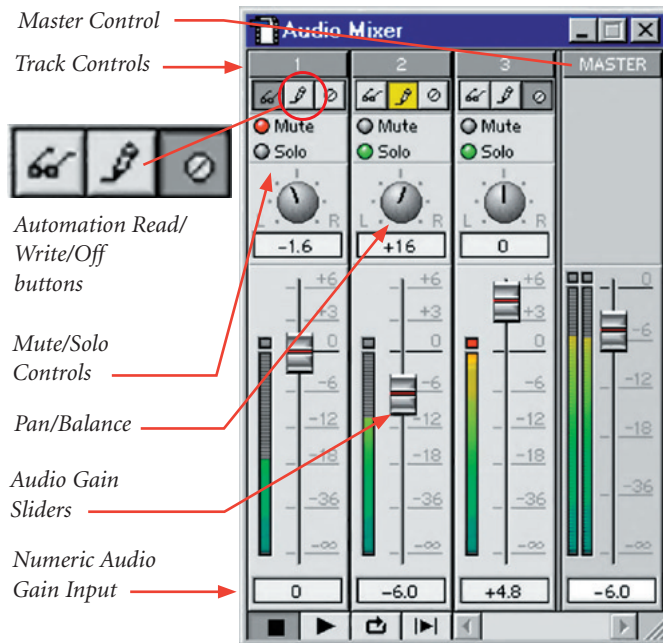 Master Control
Track Controls
Automation Read/
Write/Off
buttons
Mute/Solo
Controls
Pan/Balance
Audio Gain
Sliders
Numeric Audio
Gain Input
Audio Mixer
1 2 3 MASTER
Mute Mute Mute
Solo Solo Solo
L R L R L R
-1.6 +16 0
+6 +6 +6 0
+3 +3 +3
0 0 0 -6
-6 -6 -6 -12
-12 -12 -12 -18
-18 -18 -18
-36 -36 -36 -36
-∞ -∞ -∞ -∞
0 -6.0 +4.8 -6.0